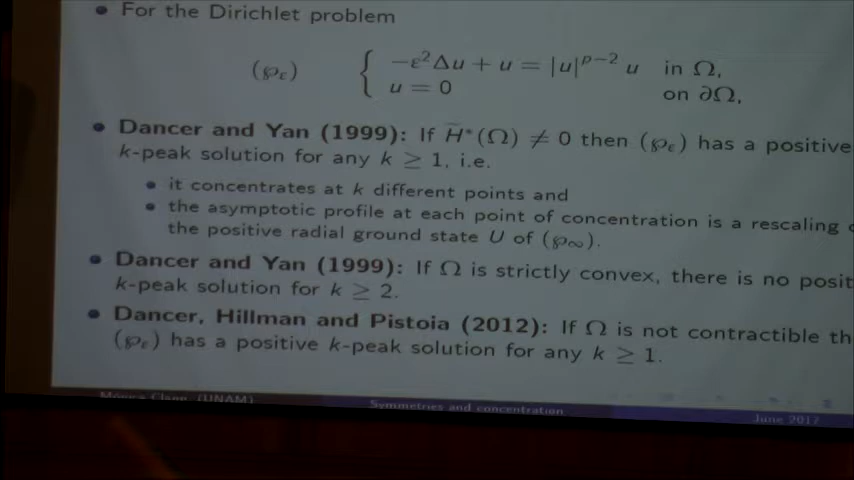 • For the Dirichlet problem
(℘ε) { −ε²Δu + u = |u|^{p−2} u in Ω,
u = 0 on ∂Ω,
• Dancer and Yan (1999): If H̃*(Ω) ≠ 0 then (℘ε) has a positive
k-peak solution for any k ≥ 1, i.e.
• it concentrates at k different points and
• the asymptotic profile at each point of concentration is a rescaling
the positive radial ground state U of (℘∞).
• Dancer and Yan (1999): If Ω is strictly convex, there is no posit
k-peak solution for k ≥ 2.
• Dancer, Hillman and Pistoia (2012): If Ω is not contractible th
(℘ε) has a positive k-peak solution for any k ≥ 1.
(UNAM) Symmetries and concentration June 2017